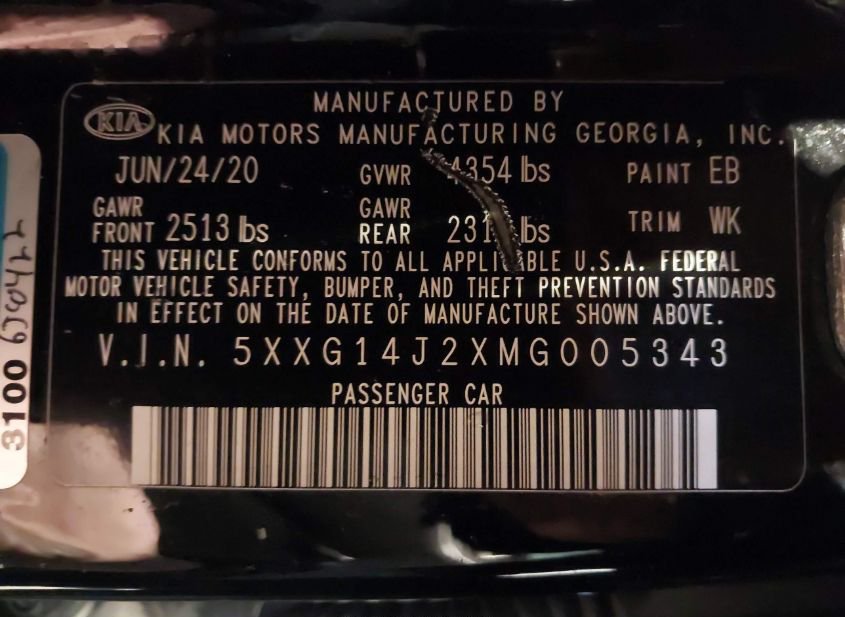 MANUFACTURED BY
KIA KIA MOTORS MANUFACTURING GEORGIA, INC.
JUN/24/20 GVWR 4354 lbs PAINT EB
GAWR FRONT 2513 lbs GAWR REAR lbs TRIM WK
THIS VEHICLE CONFORMS TO ALL APPLICABLE U.S.A. FEDERAL
MOTOR VEHICLE SAFETY, BUMPER, AND THEFT PREVENTION STANDARDS
IN EFFECT ON THE DATE OF MANUFACTURE SHOWN ABOVE.
V.I.N. 5XXG14J2XMG005343
PASSENGER CAR
3100